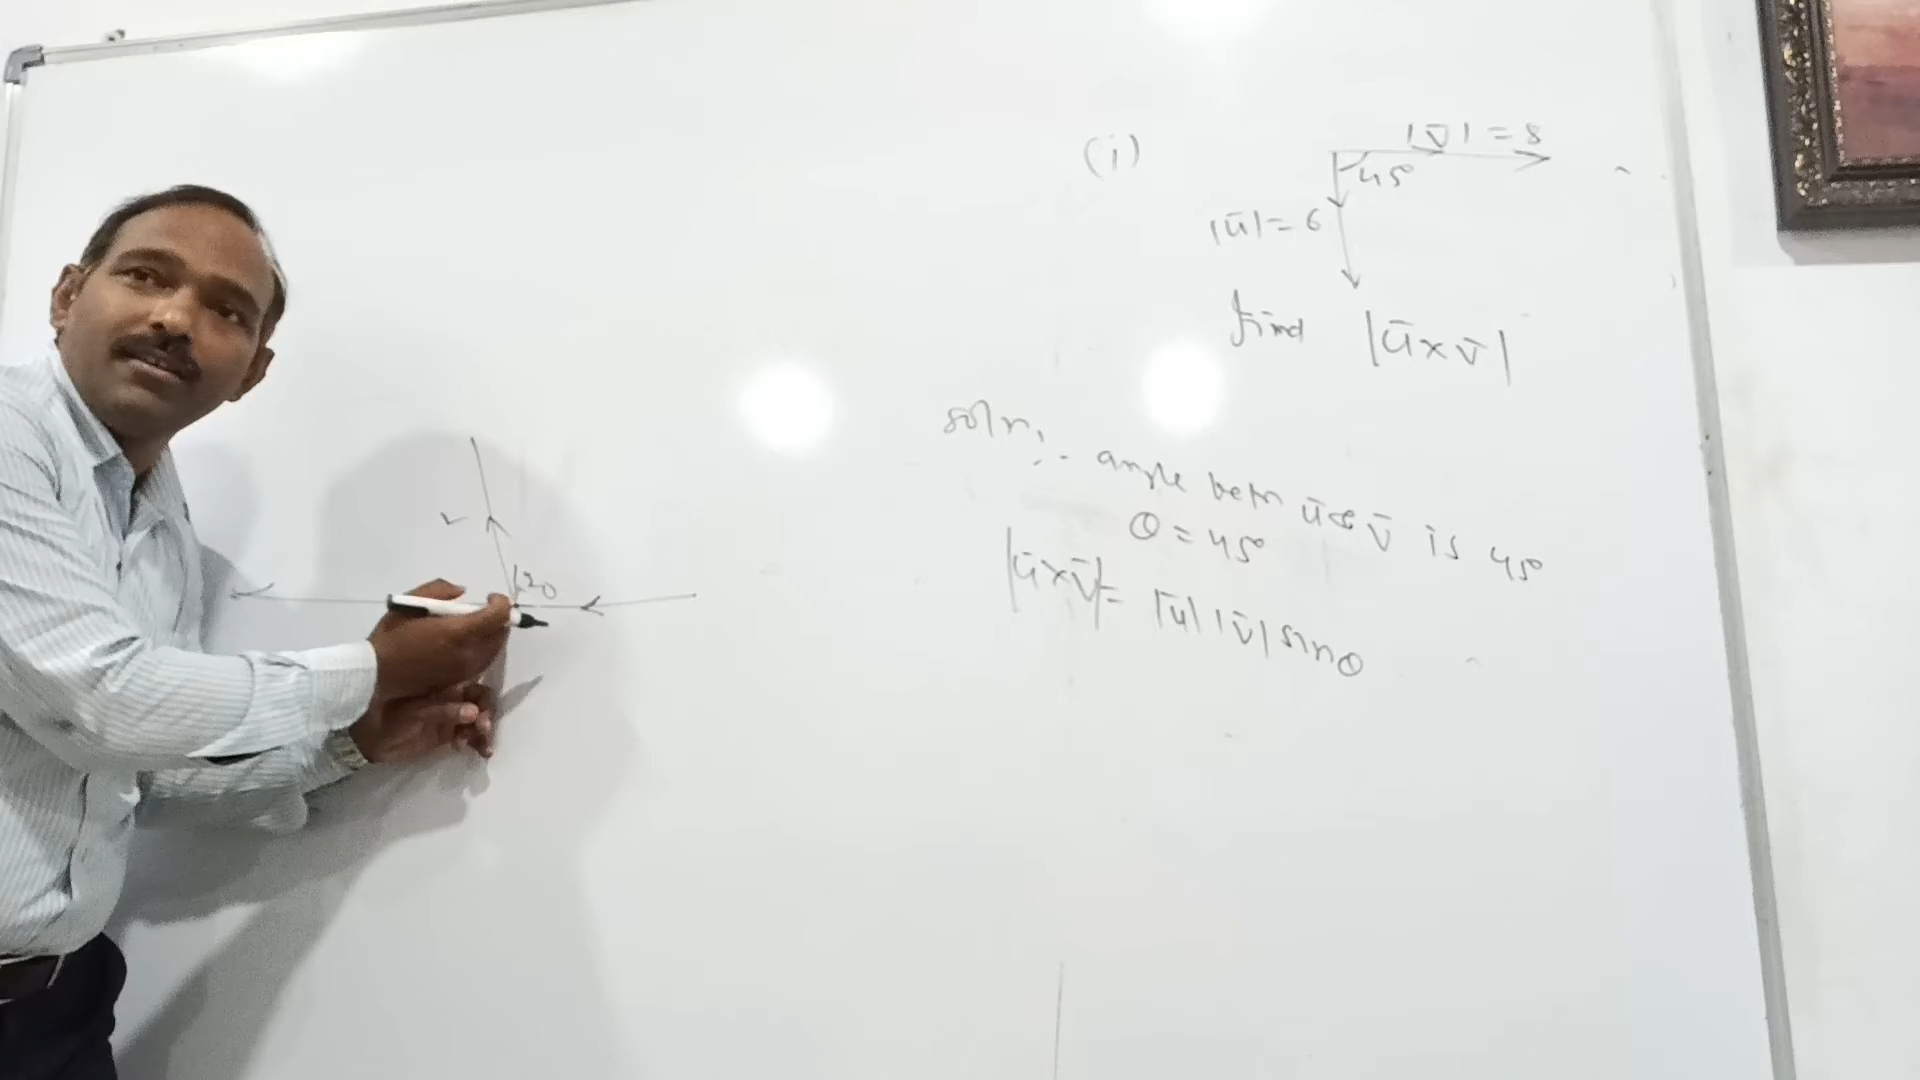 (i)
|v̄| = 8
45°
|ū| = 6
find |ū×v̄|
soln:- angle betn ū & v̄ is 45°
θ = 45°
|ū×v̄| = |ū| |v̄| sinθ
v
120